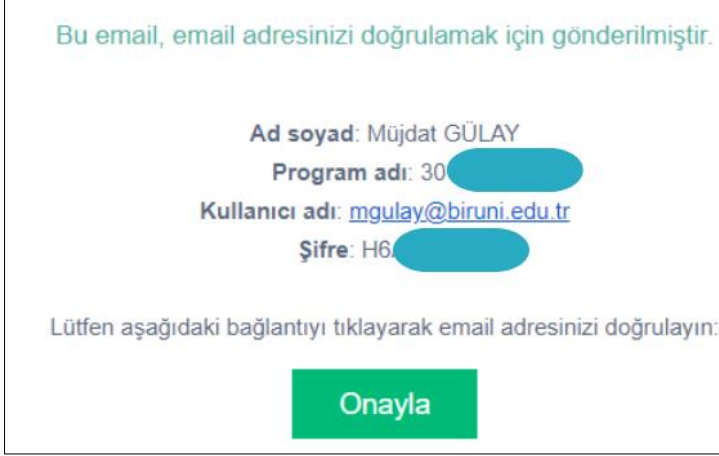 Bu email, email adresinizi doğrulamak için gönderilmiştir.
Ad soyad: Müjdat GÜLAY
Program adı: 30
Kullanıcı adı: mgulay@biruni.edu.tr
Şifre: H6
Lütfen aşağıdaki bağlantıyı tıklayarak email adresinizi doğrulayın:
Onayla